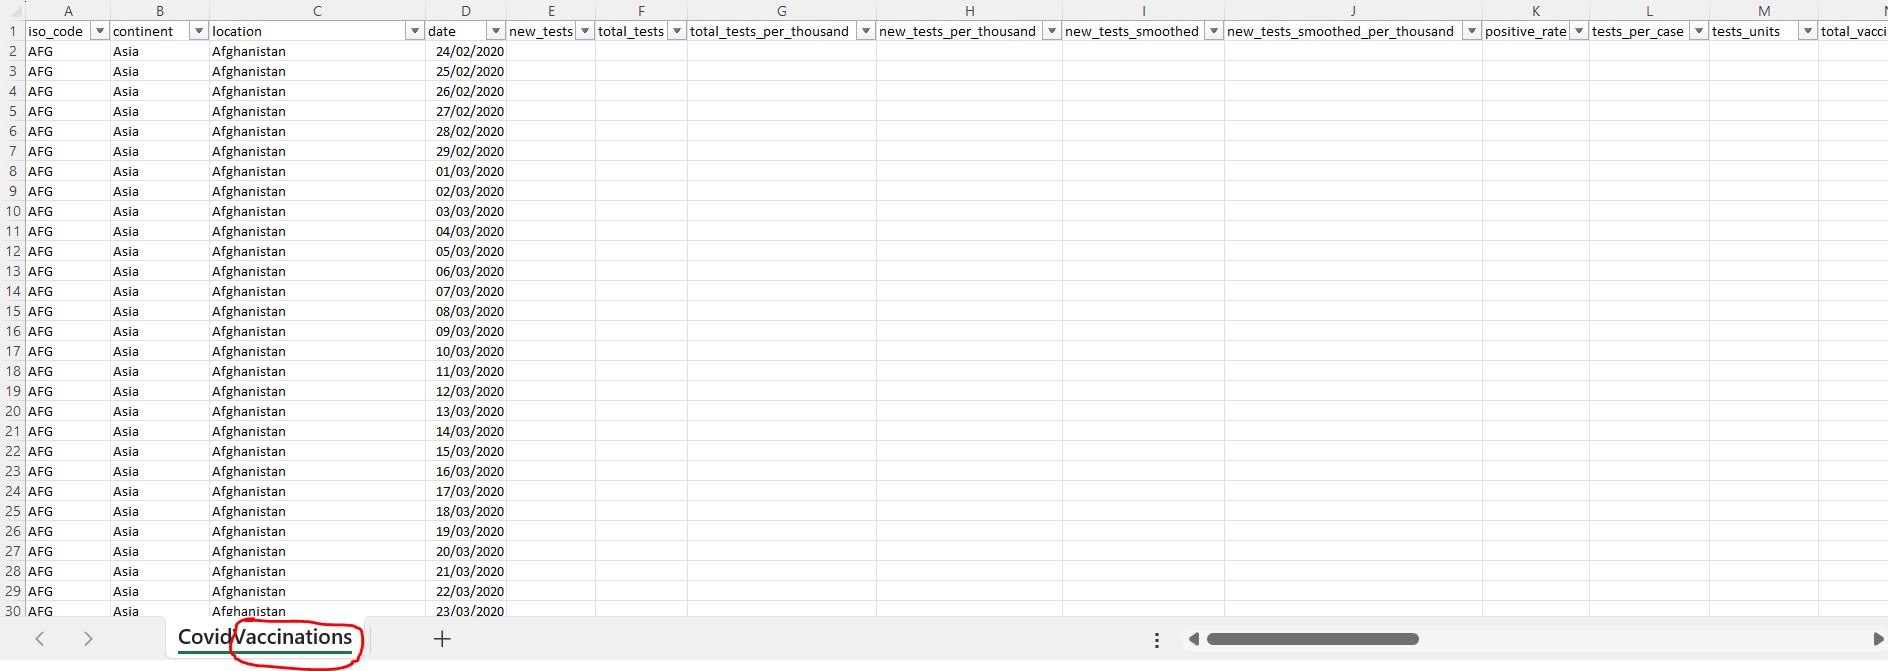 A B C D E F G H I J K L M
1 iso_code continent location date new_tests total_tests total_tests_per_thousand new_tests_per_thousand new_tests_smoothed new_tests_smoothed_per_thousand positive_rate tests_per_case tests_units total_vacci
2 AFG Asia Afghanistan 24/02/2020
3 AFG Asia Afghanistan 25/02/2020
4 AFG Asia Afghanistan 26/02/2020
5 AFG Asia Afghanistan 27/02/2020
6 AFG Asia Afghanistan 28/02/2020
7 AFG Asia Afghanistan 29/02/2020
8 AFG Asia Afghanistan 01/03/2020
9 AFG Asia Afghanistan 02/03/2020
10 AFG Asia Afghanistan 03/03/2020
11 AFG Asia Afghanistan 04/03/2020
12 AFG Asia Afghanistan 05/03/2020
13 AFG Asia Afghanistan 06/03/2020
14 AFG Asia Afghanistan 07/03/2020
15 AFG Asia Afghanistan 08/03/2020
16 AFG Asia Afghanistan 09/03/2020
17 AFG Asia Afghanistan 10/03/2020
18 AFG Asia Afghanistan 11/03/2020
19 AFG Asia Afghanistan 12/03/2020
20 AFG Asia Afghanistan 13/03/2020
21 AFG Asia Afghanistan 14/03/2020
22 AFG Asia Afghanistan 15/03/2020
23 AFG Asia Afghanistan 16/03/2020
24 AFG Asia Afghanistan 17/03/2020
25 AFG Asia Afghanistan 18/03/2020
26 AFG Asia Afghanistan 19/03/2020
27 AFG Asia Afghanistan 20/03/2020
28 AFG Asia Afghanistan 21/03/2020
29 AFG Asia Afghanistan 22/03/2020
30 AFG Asia Afghanistan 23/03/2020
CovidVaccinations